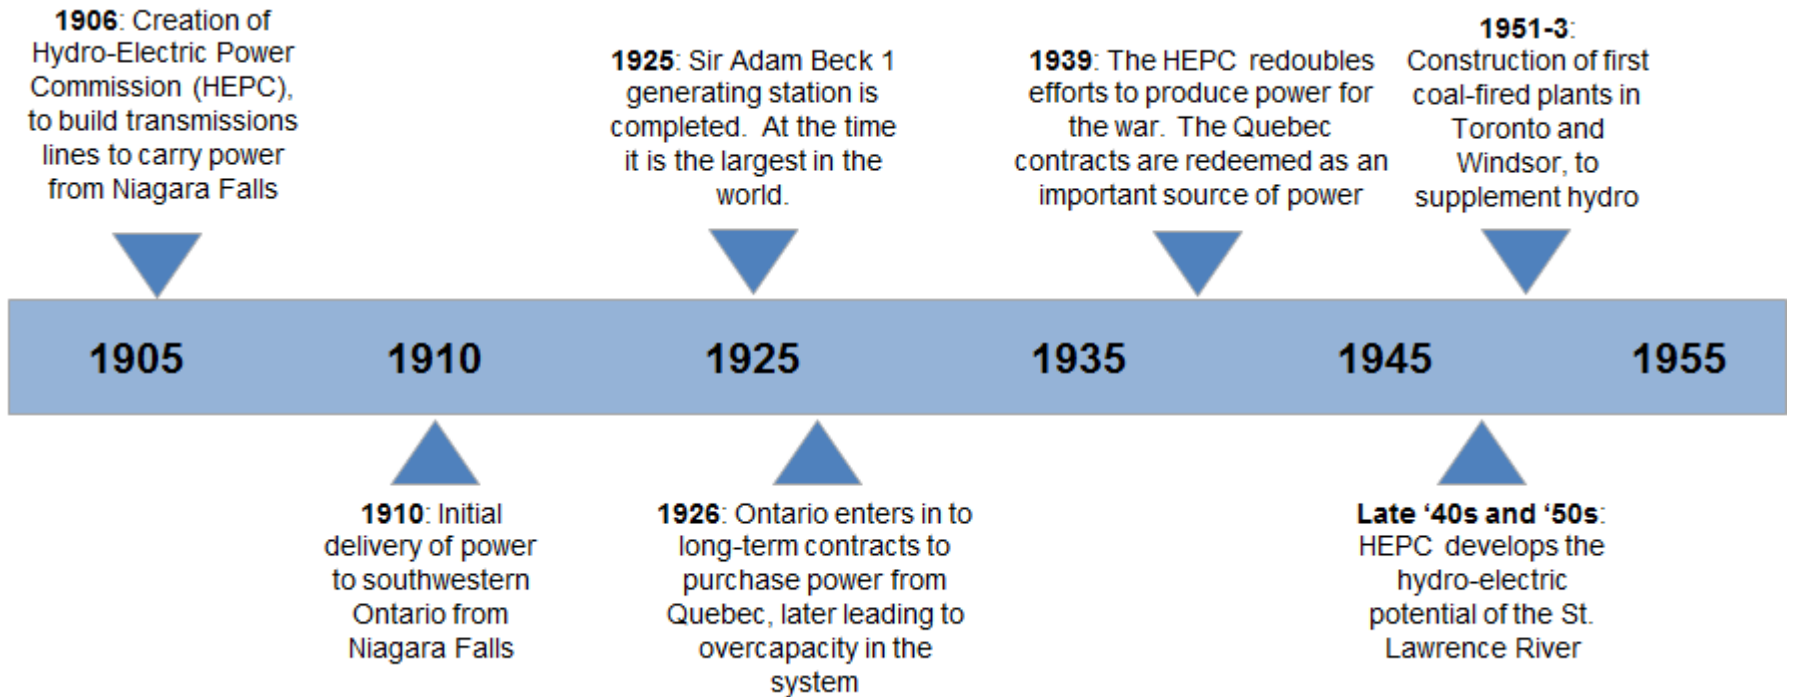 1906: Creation of
Hydro-Electric Power
Commission (HEPC),
to build transmissions
lines to carry power
from Niagara Falls
1925: Sir Adam Beck 1
generating station is
completed. At the time
it is the largest in the
world.
1939: The HEPC redoubles
efforts to produce power for
the war. The Quebec
contracts are redeemed as an
important source of power
1951-3:
Construction of first
coal-fired plants in
Toronto and
Windsor, to
supplement hydro
1905
1910
1925
1935
1945
1955
1910: Initial
delivery of power
to southwestern
Ontario from
Niagara Falls
1926: Ontario enters in to
long-term contracts to
purchase power from
Quebec, later leading to
overcapacity in the
system
Late ‘40s and ‘50s:
HEPC develops the
hydro-electric
potential of the St.
Lawrence River